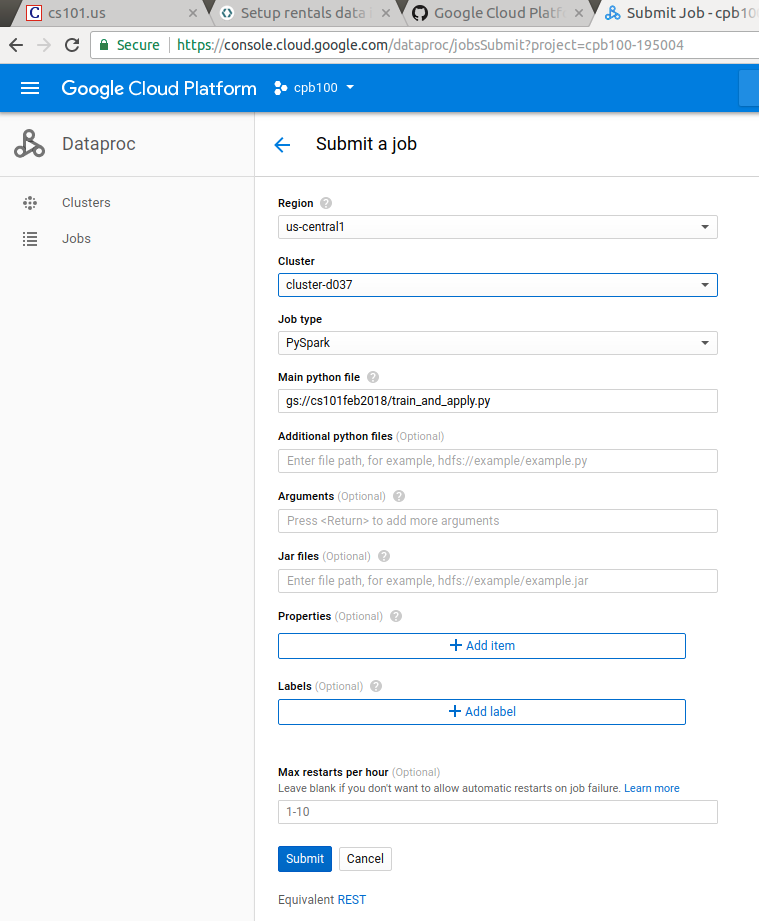 cs101.us
Setup rentals data
Google Cloud Platf
Submit Job - cpb100
Secure
https://console.cloud.google.com/dataproc/jobsSubmit?project=cpb100-195004
Google Cloud Platform
cpb100
Dataproc
Submit a job
Clusters
Jobs
Region
us-central1
Cluster
cluster-d037
Job type
PySpark
Main python file
gs://cs101feb2018/train_and_apply.py
Additional python files (Optional)
Enter file path, for example, hdfs://example/example.py
Arguments (Optional)
Press <Return> to add more arguments
Jar files (Optional)
Enter file path, for example, hdfs://example/example.jar
Properties (Optional)
+ Add item
Labels (Optional)
+ Add label
Max restarts per hour (Optional)
Leave blank if you don't want to allow automatic restarts on job failure. Learn more
1-10
Submit
Cancel
Equivalent REST